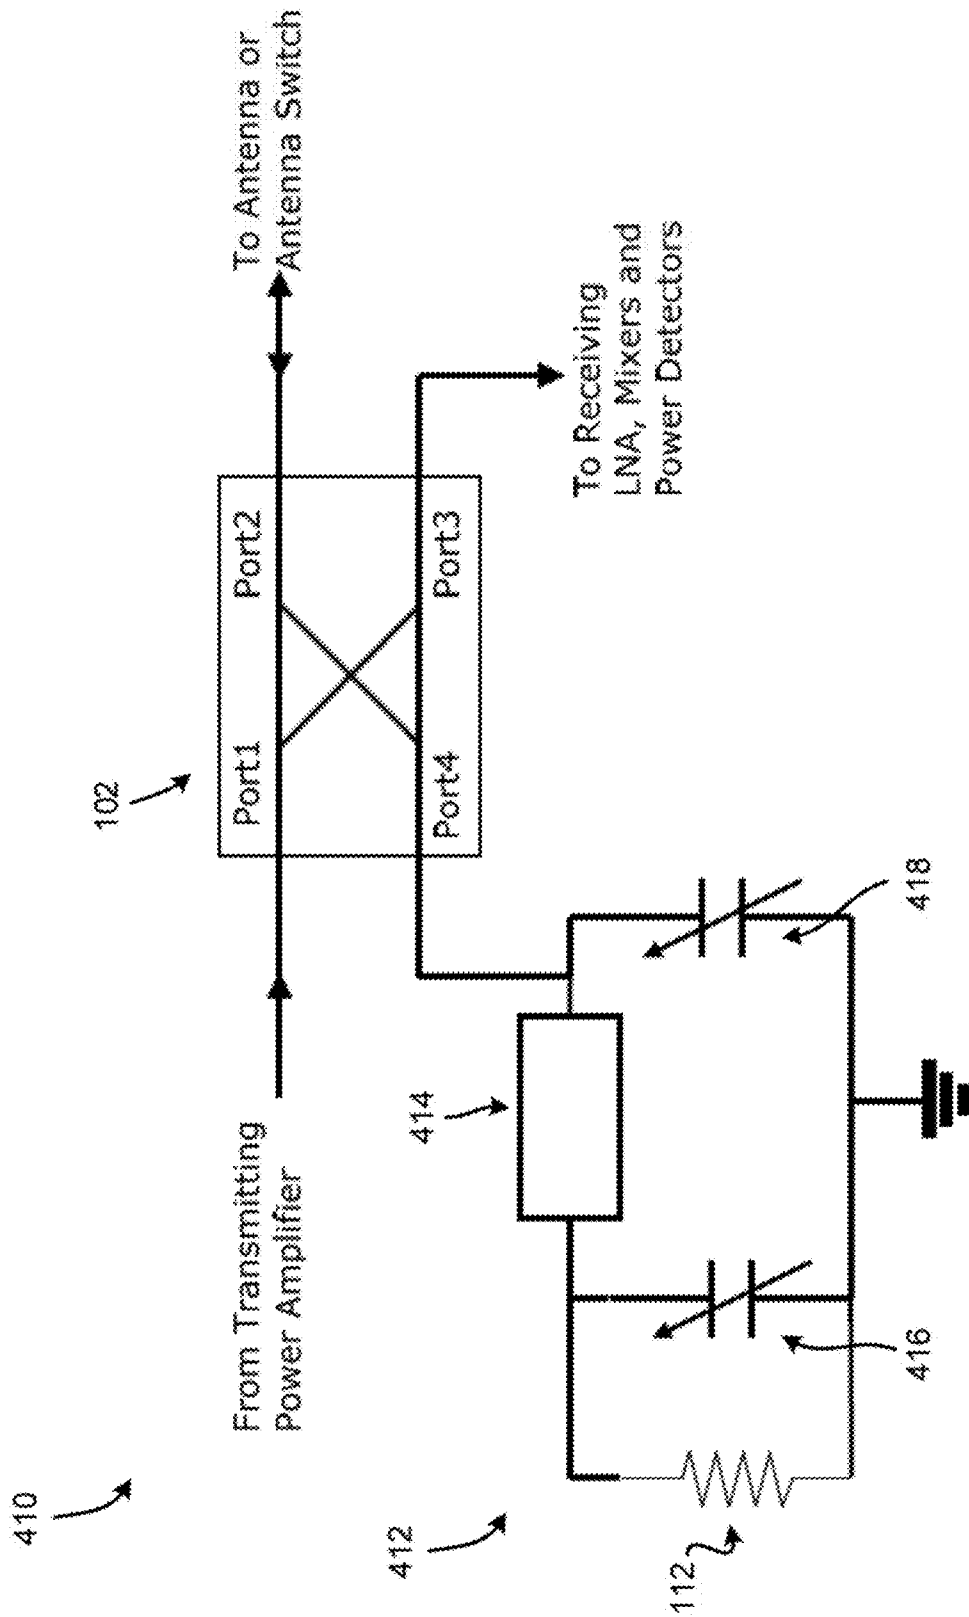 410
From Transmitting
Power Amplifier
102
Port1
Port2
To Antenna or
Antenna Switch
Port4
Port3
To Receiving
LNA, Mixers and
Power Detectors
412
414
112
416
418